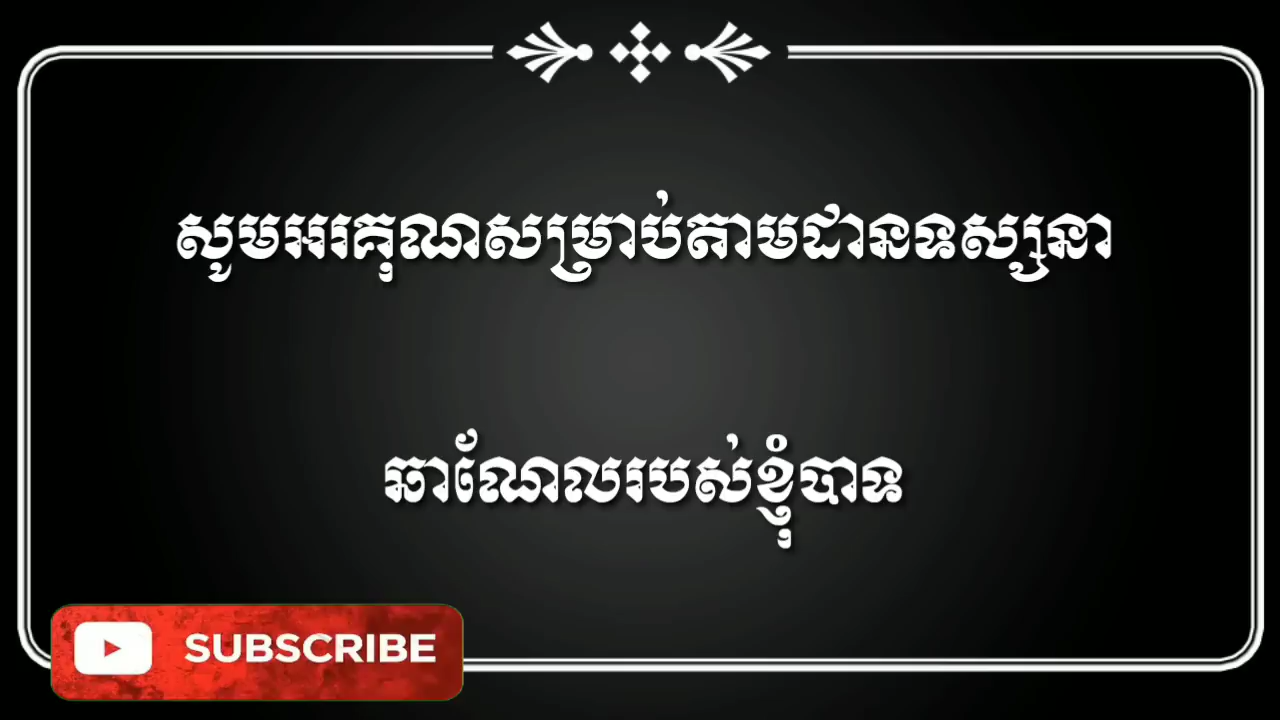 សូមអរគុណសម្រាប់តាមដានទស្សនា
ឆាណែលរបស់ខ្ញុំបាទ
SUBSCRIBE